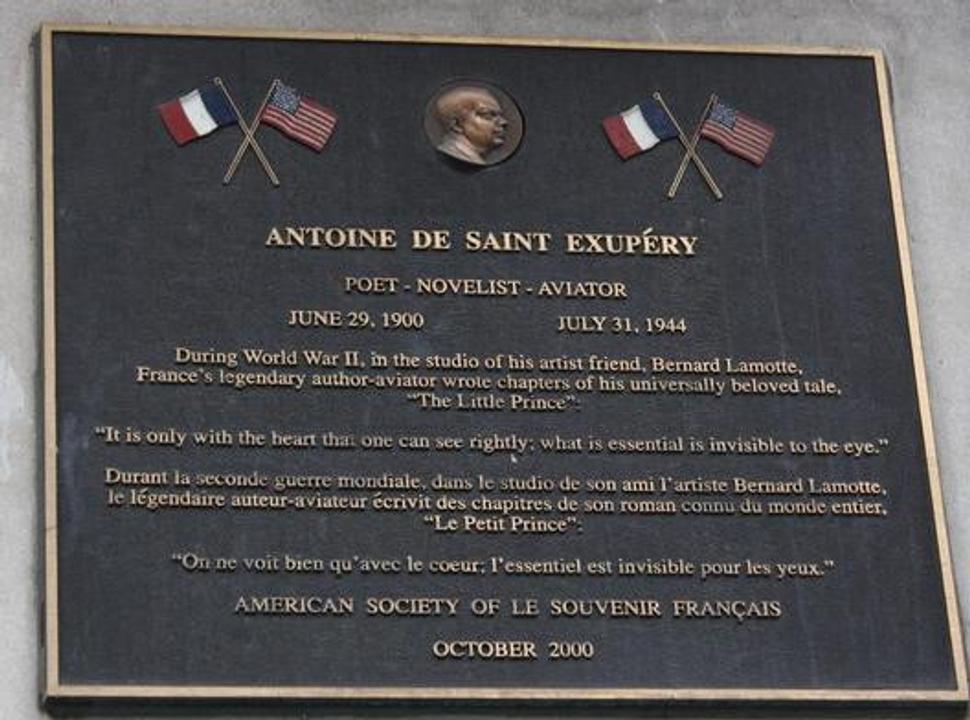 ANTOINE DE SAINT EXUPÉRY
POET - NOVELIST - AVIATOR
JUNE 29, 1900 JULY 31, 1944
During World War II, in the studio of his artist friend, Bernard Lamotte,
France's legendary author-aviator wrote chapters of his universally beloved tale,
"The Little Prince":
"It is only with the heart that one can see rightly; what is essential is invisible to the eye."
Durant la seconde guerre mondiale, dans le studio de son ami l'artiste Bernard Lamotte,
le légendaire auteur-aviateur écrivit des chapitres de son roman connu du monde entier,
"Le Petit Prince":
"On ne voit bien qu'avec le coeur; l'essentiel est invisible pour les yeux."
AMERICAN SOCIETY OF LE SOUVENIR FRANÇAIS
OCTOBER 2000